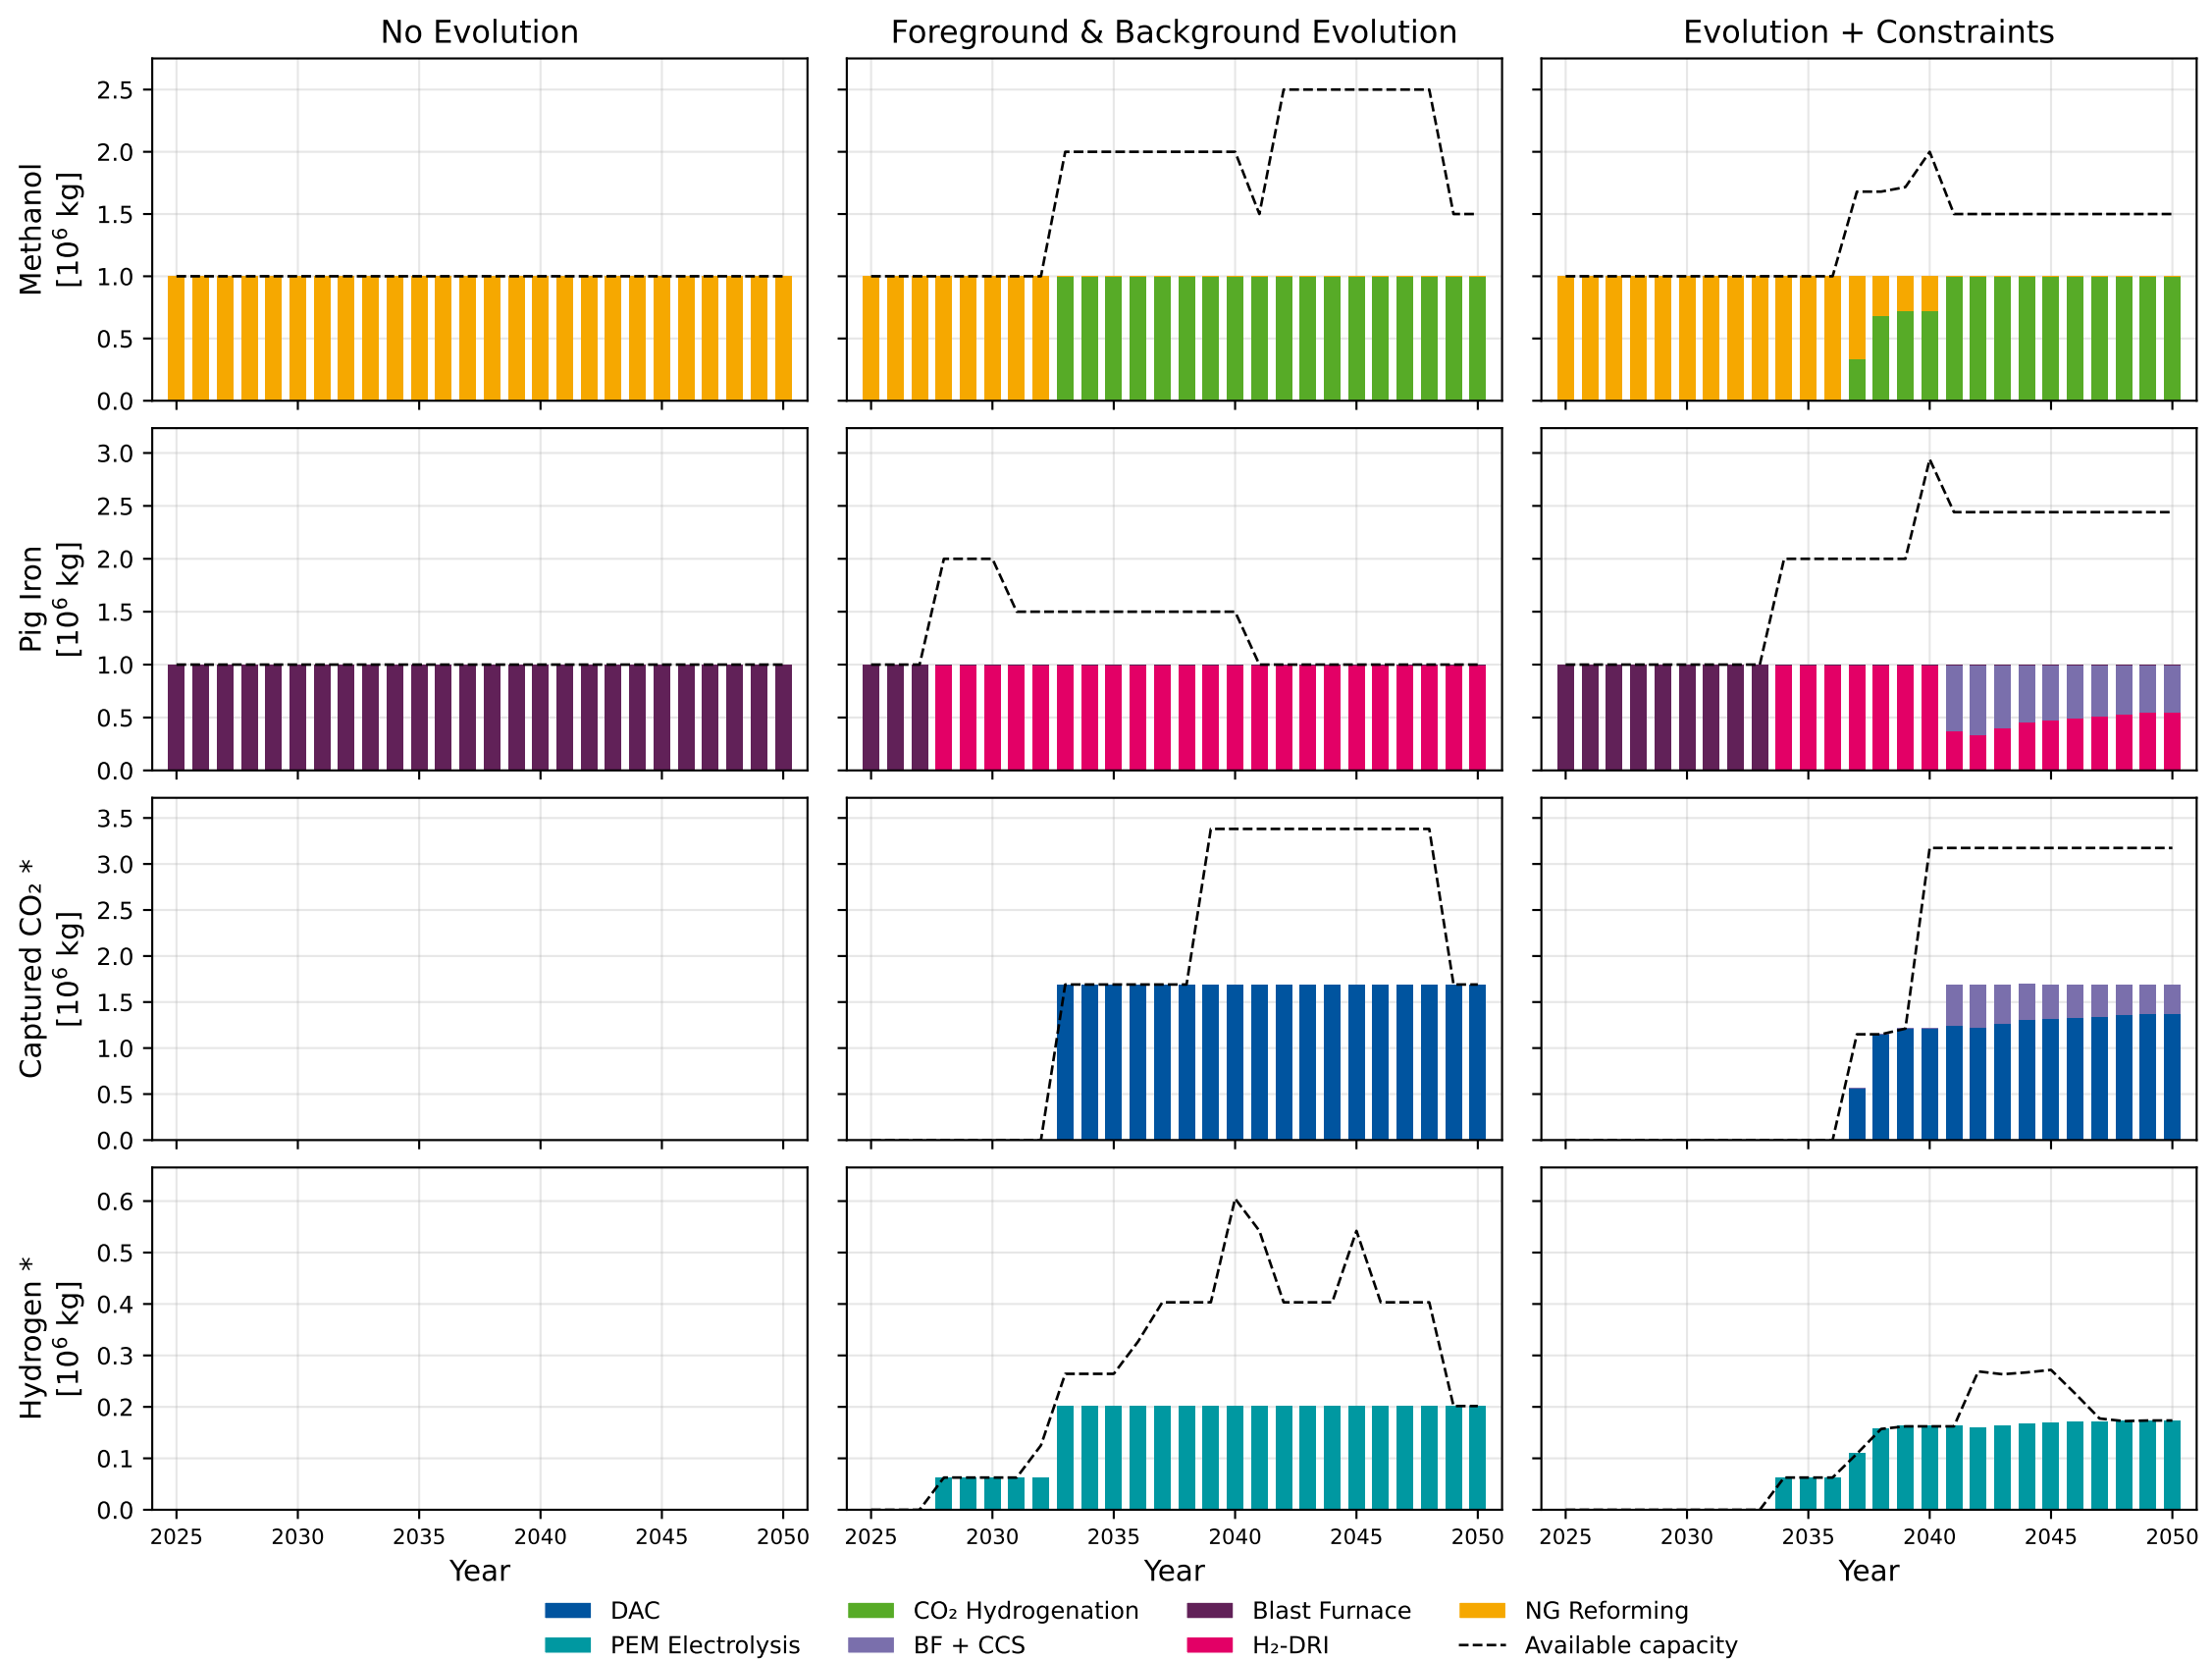 No Evolution
Foreground & Background Evolution
Evolution + Constraints
Methanol
[10⁶ kg]
2.5
2.0
1.5
1.0
0.5
0.0
Pig Iron
[10⁶ kg]
3.0
2.5
2.0
1.5
1.0
0.5
0.0
Captured CO₂ *
[10⁶ kg]
3.5
3.0
2.5
2.0
1.5
1.0
0.5
0.0
Hydrogen *
[10⁶ kg]
0.6
0.5
0.4
0.3
0.2
0.1
0.0
2025 2030 2035 2040 2045 2050
2025 2030 2035 2040 2045 2050
2025 2030 2035 2040 2045 2050
Year
Year
Year
DAC
CO₂ Hydrogenation
Blast Furnace
NG Reforming
PEM Electrolysis
BF + CCS
H₂-DRI
Available capacity